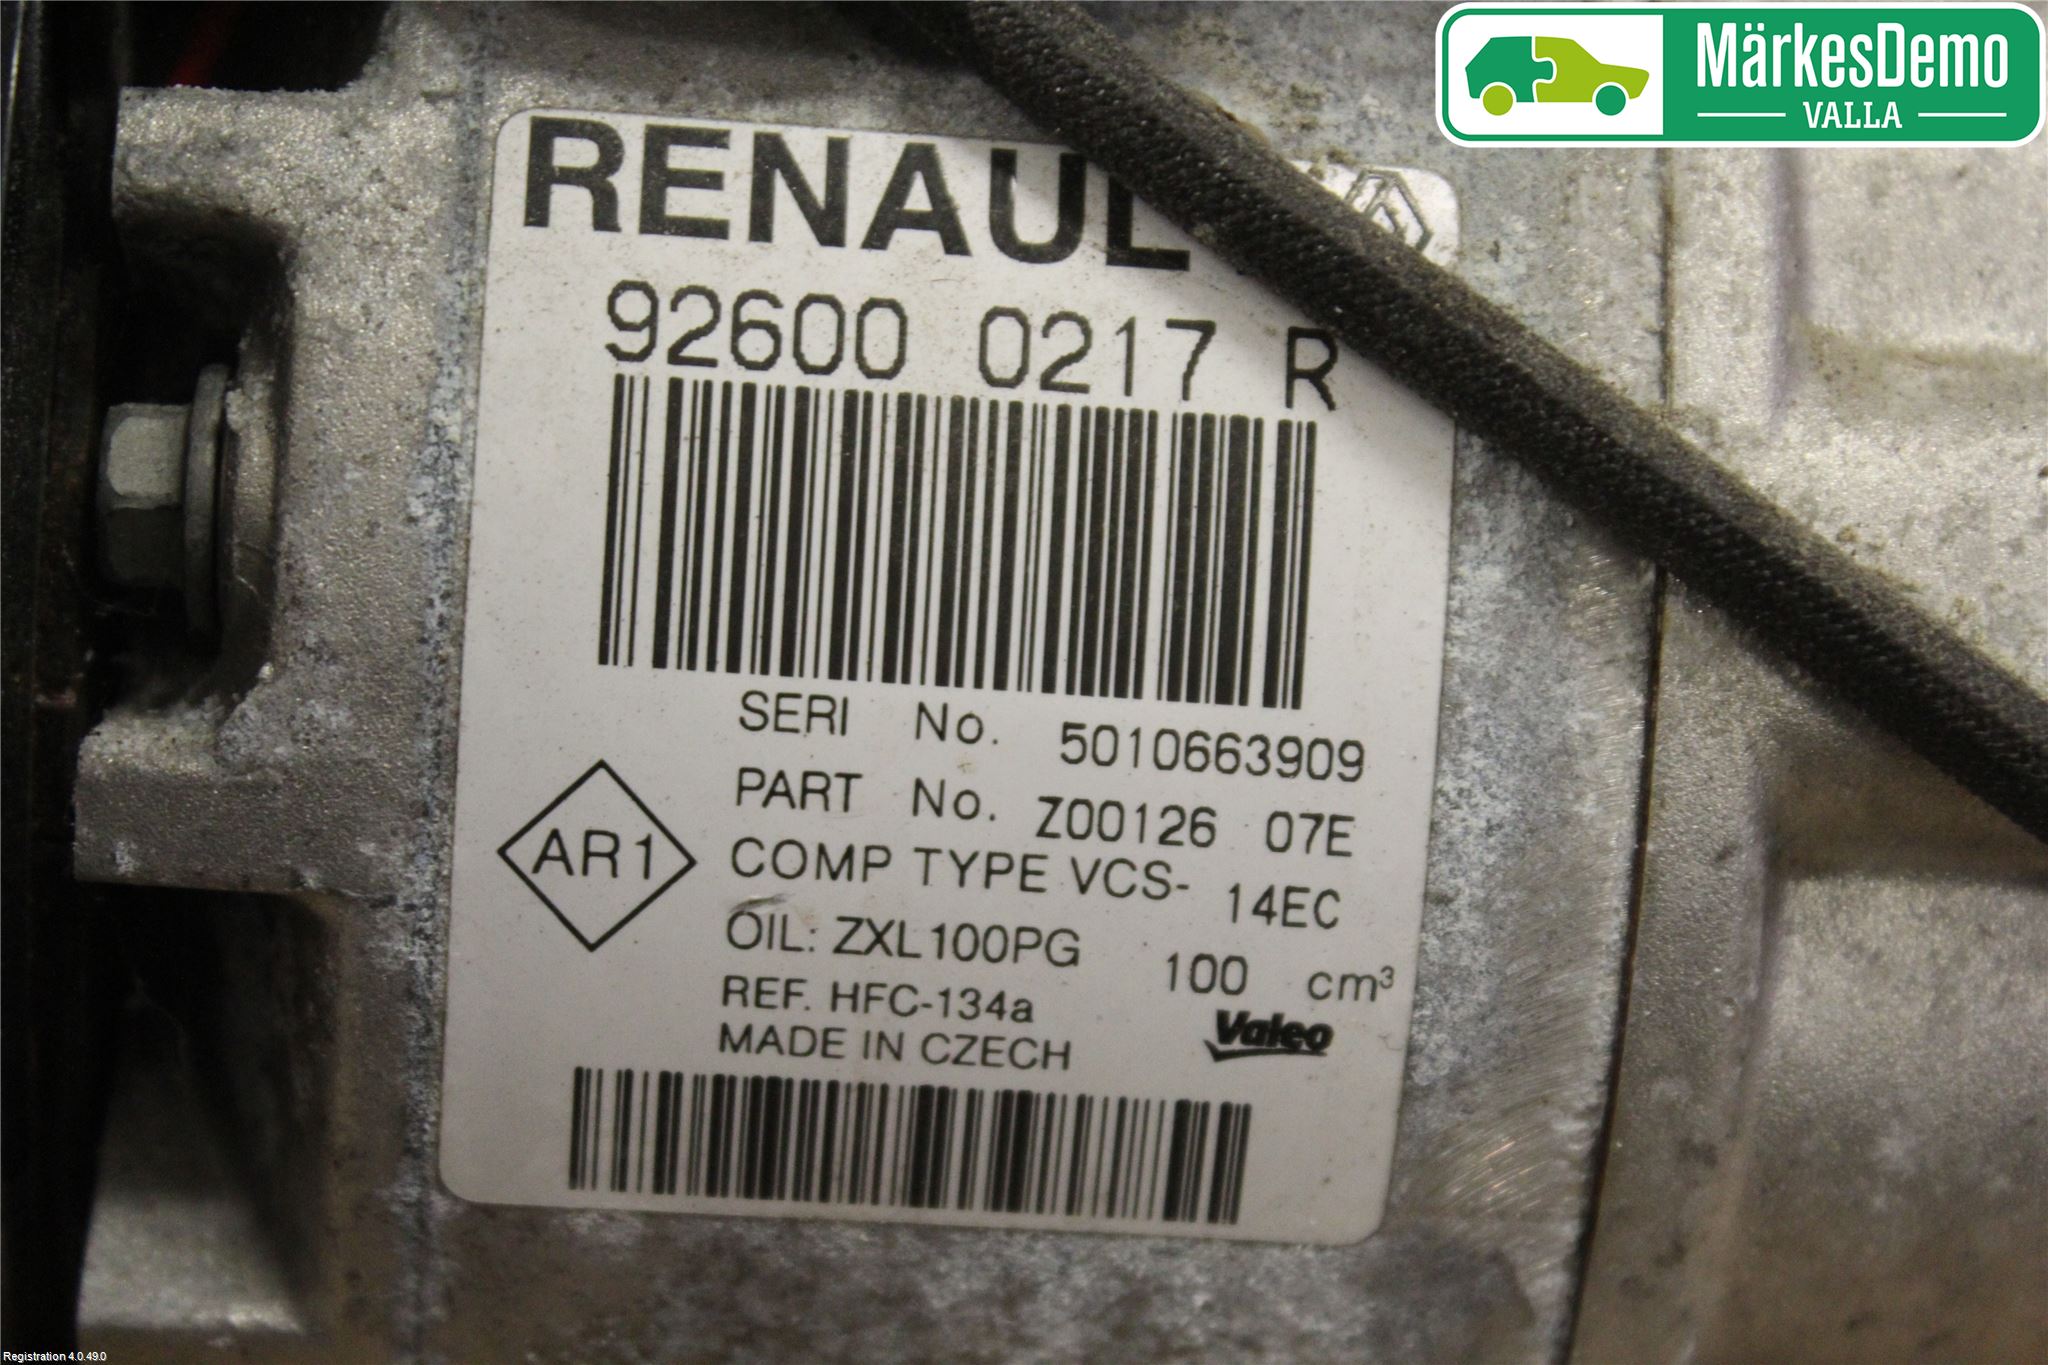 MärkesDemo
VALLA
RENAUL
92600 0217 R
SERI No. 5010663909
PART No. Z00126 07E
AR1
COMP TYPE VCS- 14EC
OIL: ZXL100PG 100 cm³
REF. HFC-134a
MADE IN CZECH
Valeo
Registration 4.0.49.0